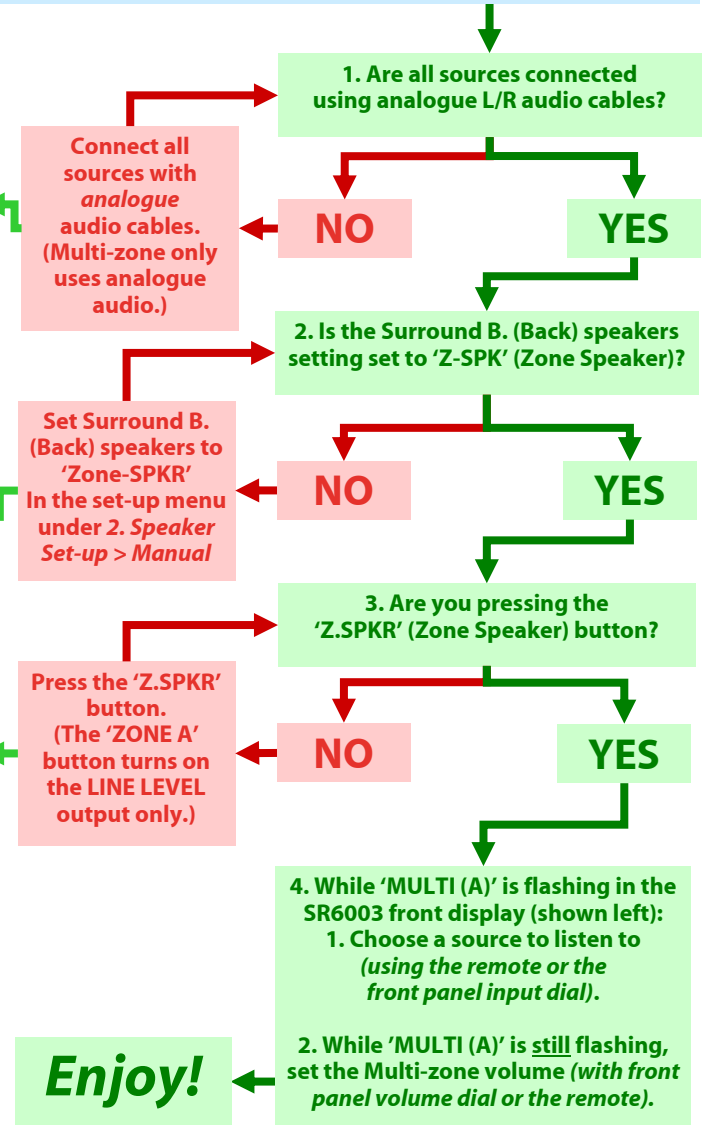 1. Are all sources connected
using analogue L/R audio cables?
Connect all
sources with
analogue
audio cables.
(Multi-zone only
uses analogue
audio.)
NO
YES
2. Is the Surround B. (Back) speakers
setting set to ‘Z-SPK’ (Zone Speaker)?
Set Surround B.
(Back) speakers to
‘Zone-SPKR’
In the set-up menu
under 2. Speaker
Set-up > Manual
NO
YES
3. Are you pressing the
‘Z.SPKR’ (Zone Speaker) button?
Press the ‘Z.SPKR’
button.
(The ‘ZONE A’
button turns on
the LINE LEVEL
output only.)
NO
YES
4. While ‘MULTI (A)’ is flashing in the
SR6003 front display (shown left):
1. Choose a source to listen to
(using the remote or the
front panel input dial).
2. While ’MULTI (A)’ is still flashing,
set the Multi-zone volume (with front
panel volume dial or the remote).
Enjoy!